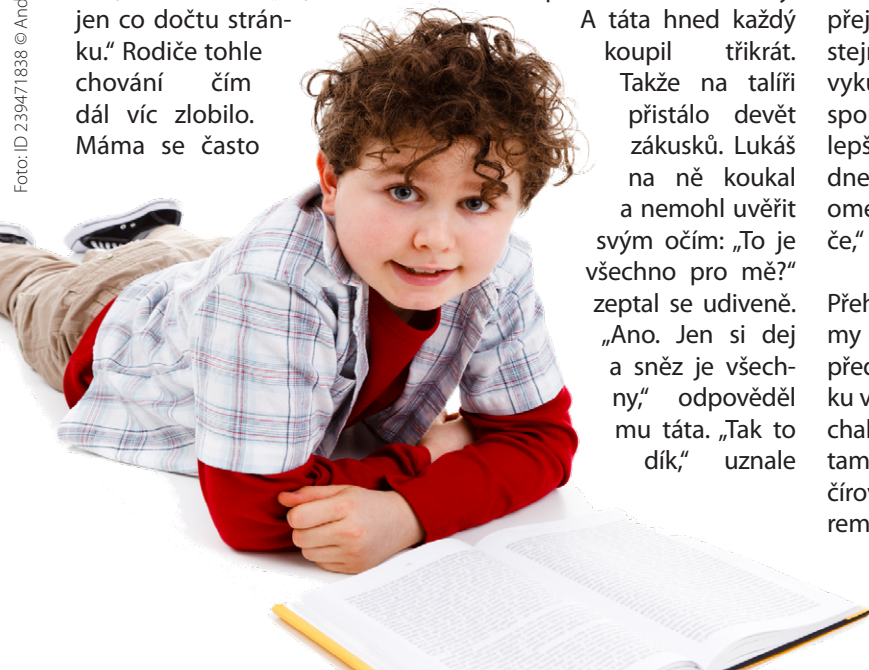 jen co dočtu strán-
ku.“ Rodiče tohle
chování čím
dál víc zlobilo.
Máma se často
A táta hned každý
koupil třikrát.
Takže na talíři
přistálo devět
zákusků. Lukáš
na ně koukal
a nemohl uvěřit
svým očím: „To je
všechno pro mě?“
zeptal se udiveně.
„Ano. Jen si dej
a sněz je všech-
ny,“ odpověděl
mu táta. „Tak to
dík,“ uznale
če,“
my
ku v
Foto: ID 239471838 ©